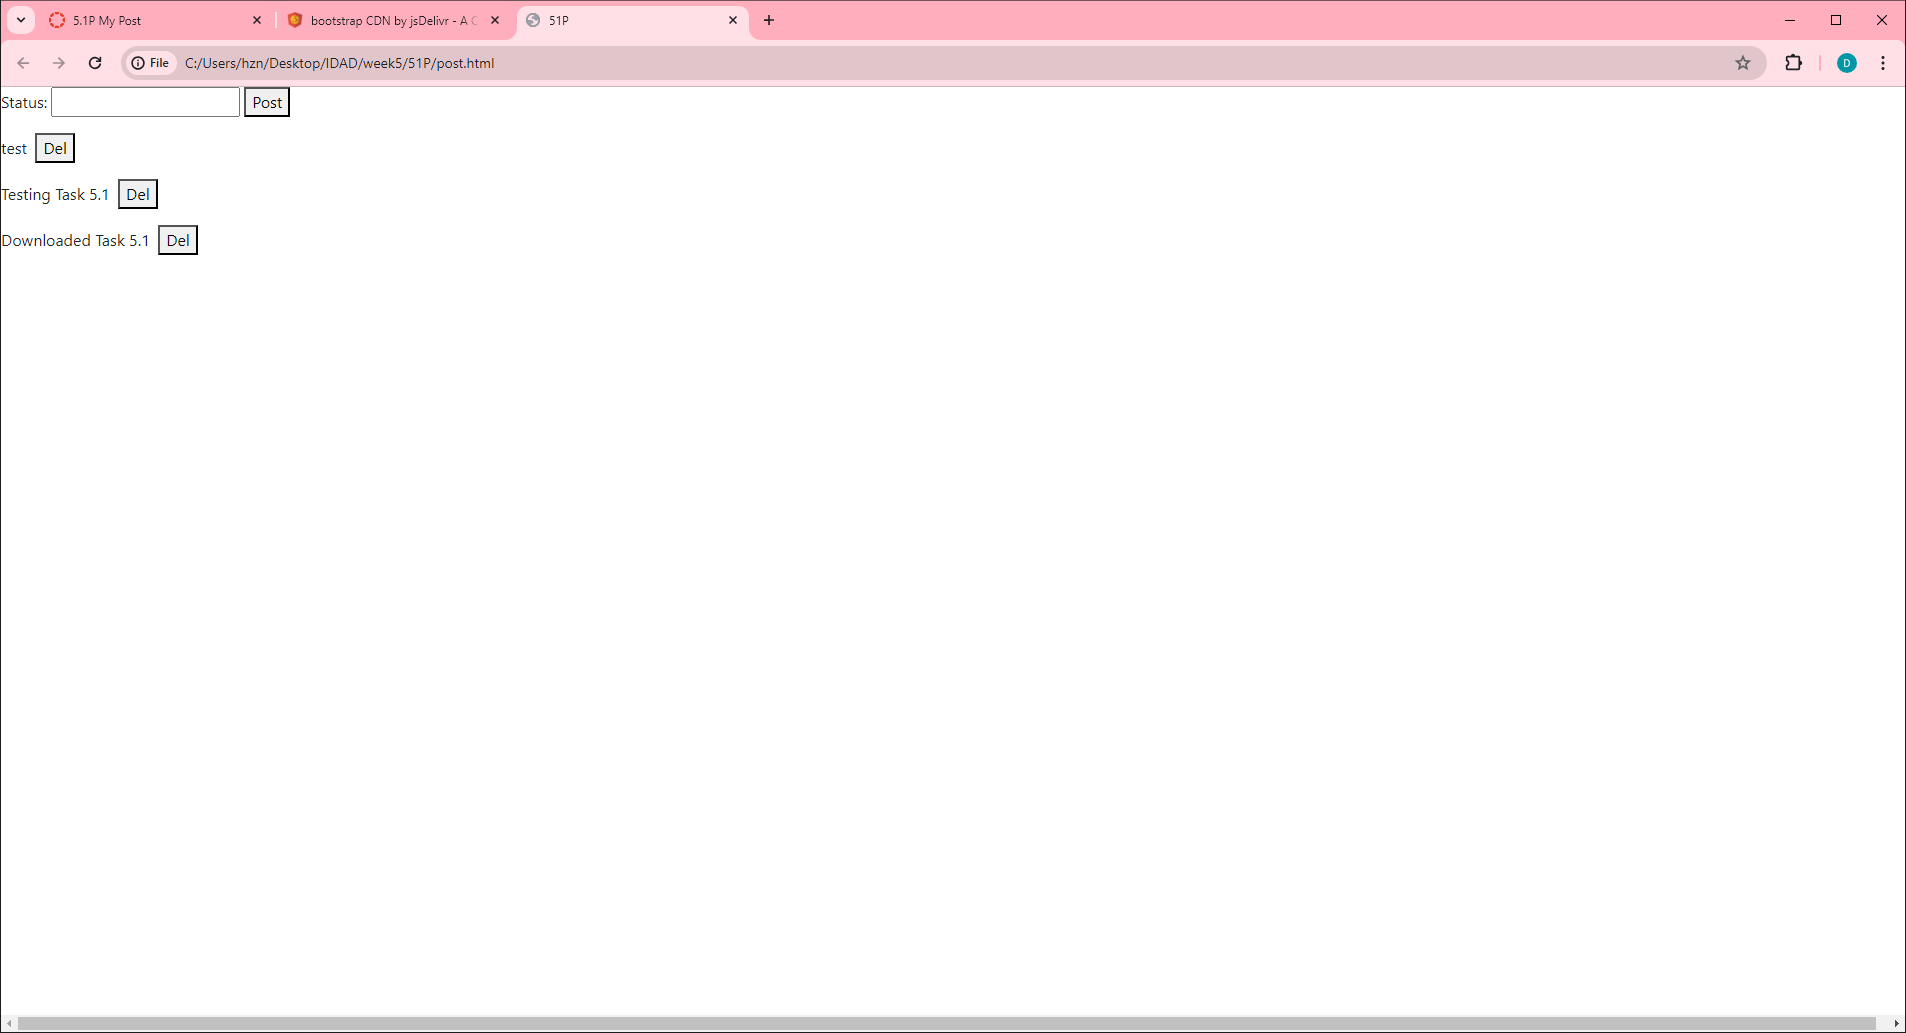 5.1P My Post
bootstrap CDN by jsDelivr - A C
51P
File
C:/Users/hzn/Desktop/IDAD/week5/51P/post.html
D
Status:
Post
test Del
Testing Task 5.1 Del
Downloaded Task 5.1 Del